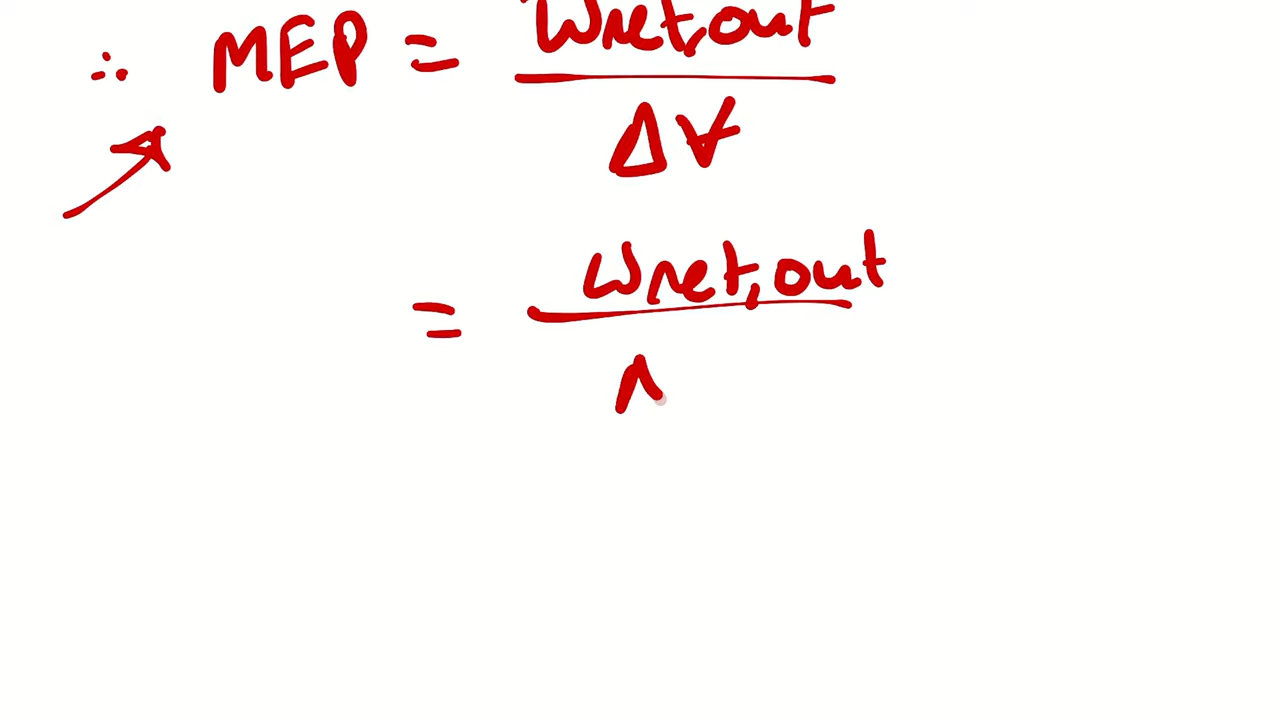 ∴ MEP = Wnet,out
ΔV
= wnet,out